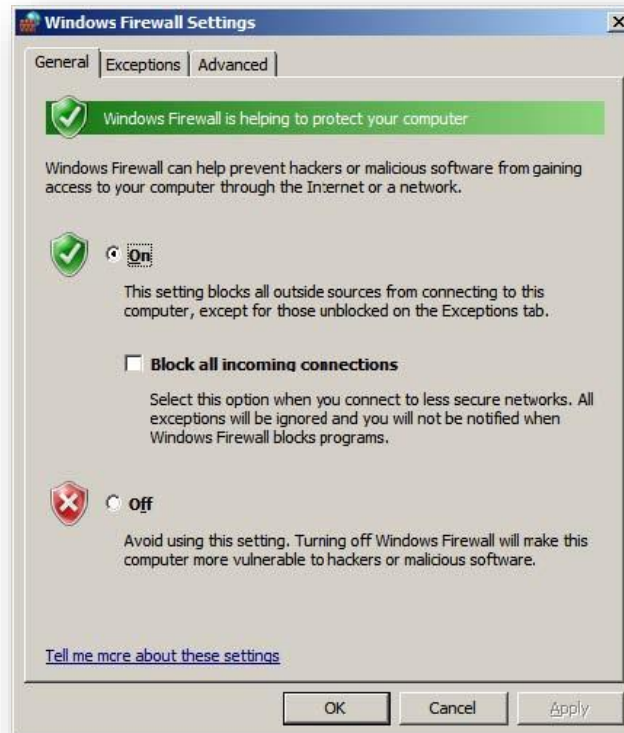 Windows Firewall Settings
General Exceptions Advanced
Windows Firewall is helping to protect your computer
Windows Firewall can help prevent hackers or malicious software from gaining
access to your computer through the Internet or a network.
On
This setting blocks all outside sources from connecting to this
computer, except for those unblocked on the Exceptions tab.
Block all incoming connections
Select this option when you connect to less secure networks. All
exceptions will be ignored and you will not be notified when
Windows Firewall blocks programs.
Off
Avoid using this setting. Turning off Windows Firewall will make this
computer more vulnerable to hackers or malicious software.
Tell me more about these settings
OK Cancel Apply